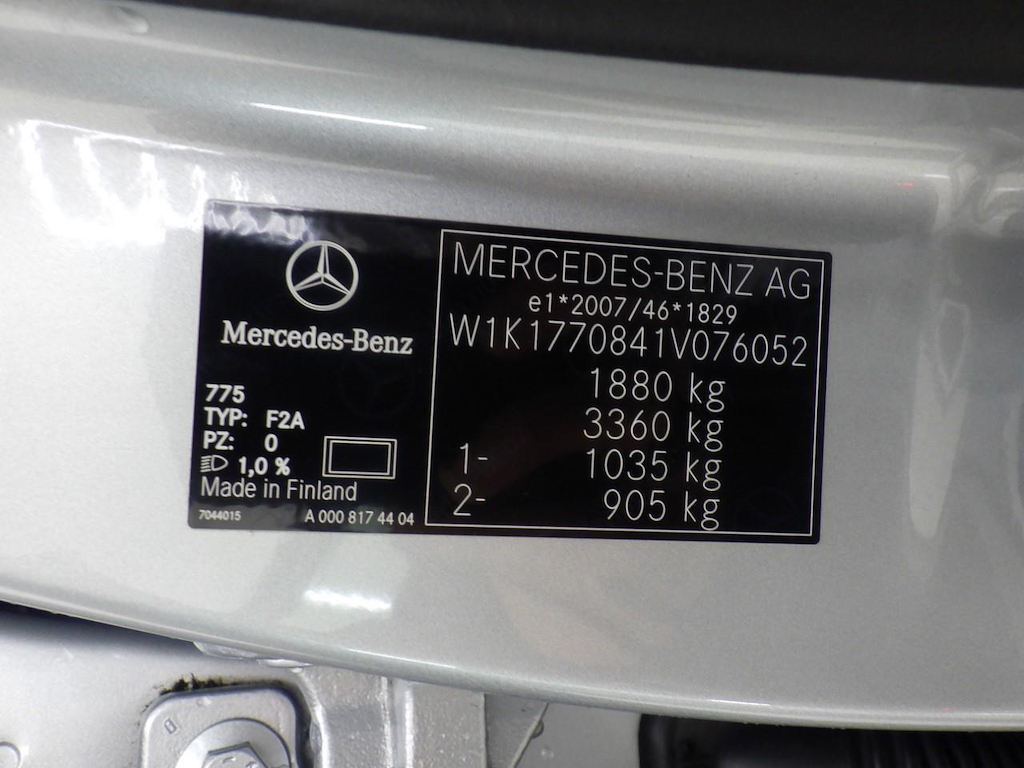 Mercedes-Benz
775
TYP: F2A
PZ: 0
1,0 %
Made in Finland
7044015 A 000 817 44 04
MERCEDES-BENZ AG
e1*2007/46*1829
W1K1770841V076052
1880 kg
3360 kg
1- 1035 kg
2- 905 kg